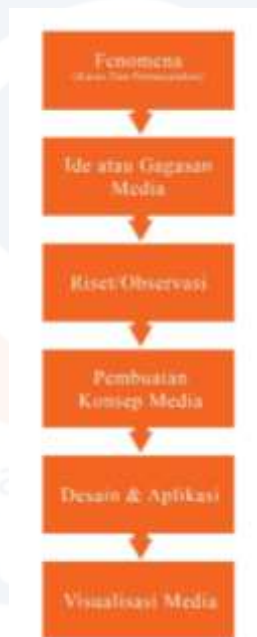 Fenomena
Ide atau Gagasan
Media
Riset/Observasi
Pembuatan
Konsep Media
Desain & Aplikasi
Visualisasi Media